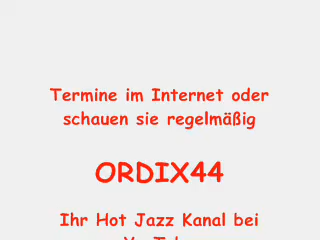 Termine im Internet oder
schauen sie regelmäßig
ORDIX44
Ihr Hot Jazz Kanal bei